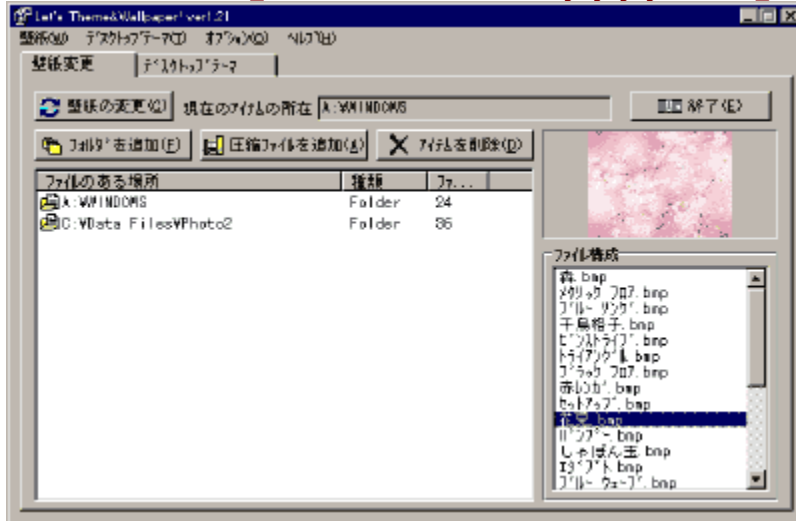 Let's Theme&Wallpaper! ver1.21
壁紙(W) ﾃﾞｽｸﾄｯﾌﾟﾃｰﾏ(T) ｵﾌﾟｼｮﾝ(O) ﾍﾙﾌﾟ(H)
壁紙変更 ﾃﾞｽｸﾄｯﾌﾟﾃｰﾏ
壁紙の変更(C) 現在のｱｲﾃﾑの所在 A:¥WINDOWS 終了(E)
ﾌｫﾙﾀﾞを追加(F) 圧縮ﾌｧｲﾙを追加(A) ｱｲﾃﾑを削除(D)
ﾌｧｲﾙのある場所 種類 ﾌｧ...
A:¥WINDOWS Folder 24
C:¥Data Files¥Photo2 Folder 36
ﾌｧｲﾙ構成
森.bmp
ﾒﾀﾘｯｸ ﾌﾛｱ.bmp
ﾌﾞﾙｰ ﾘﾝｸﾞ.bmp
千鳥格子.bmp
ﾋﾟﾝｽﾄﾗｲﾌﾟ.bmp
ﾄﾗｲｱﾝｸﾞﾙ.bmp
ﾌﾞﾗｯｸ ﾌﾛｱ.bmp
赤ﾚﾝｶﾞ.bmp
ｾｯﾄｱｯﾌﾟ.bmp
花見.bmp
ﾊﾞﾝﾌﾟｰ.bmp
しゃぼん玉.bmp
ｴｼﾞﾌﾟﾄ.bmp
ﾌﾞﾙｰ ｳｪｰﾌﾞ.bmp